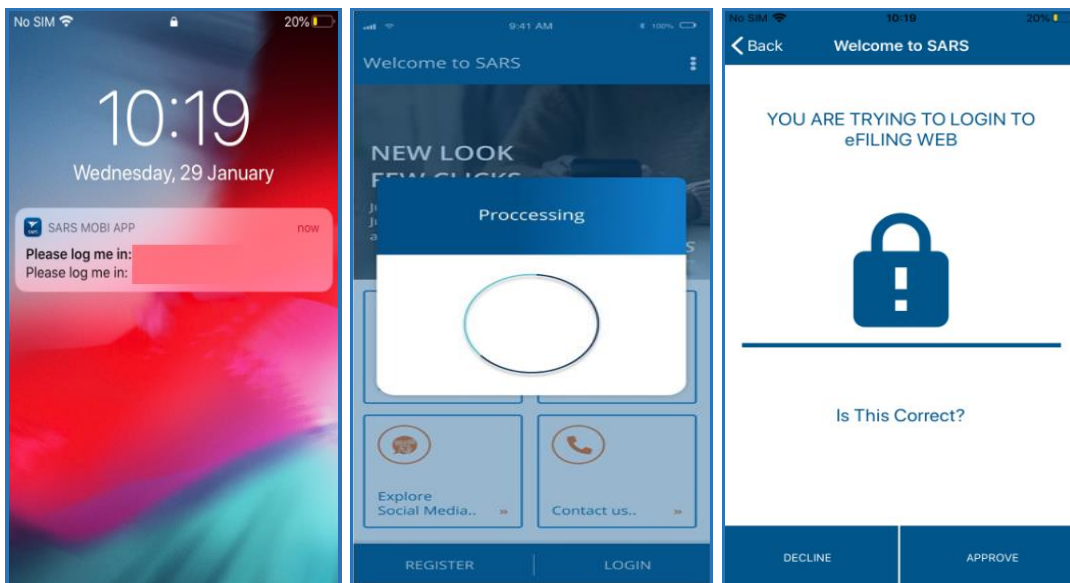 No SIM 20%
10:19
Wednesday, 29 January
SARS MOBI APP now
Please log me in:
Please log me in:
9:41 AM 100%
Welcome to SARS
NEW LOOK
FEW CLICKS
Proccessing
Explore
Social Media.. »
Contact us.. »
REGISTER LOGIN
No SIM 10:19 20%
Back Welcome to SARS
YOU ARE TRYING TO LOGIN TO
eFILING WEB
Is This Correct?
DECLINE APPROVE